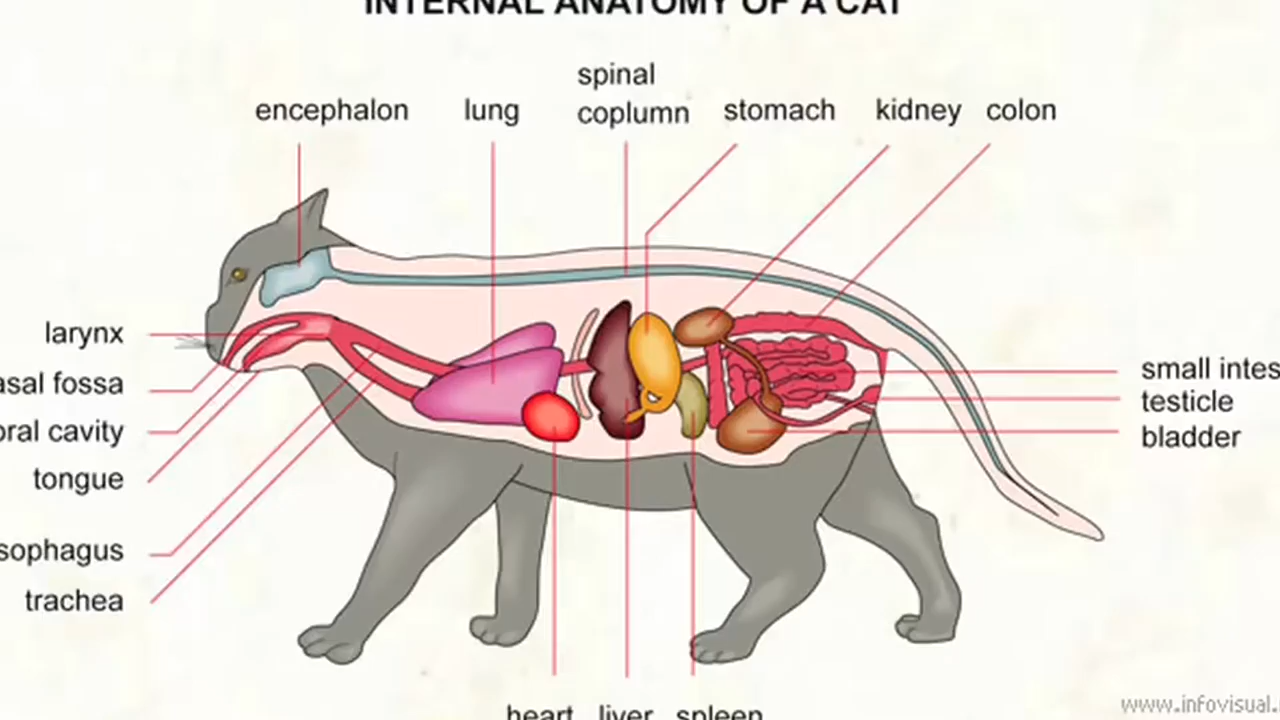 INTERNAL ANATOMY OF A CAT
spinal
encephalon lung coplumn stomach kidney colon
larynx
asal fossa
oral cavity
tongue
sophagus
trachea
small intes
testicle
bladder
heart liver spleen
www.infovisual.